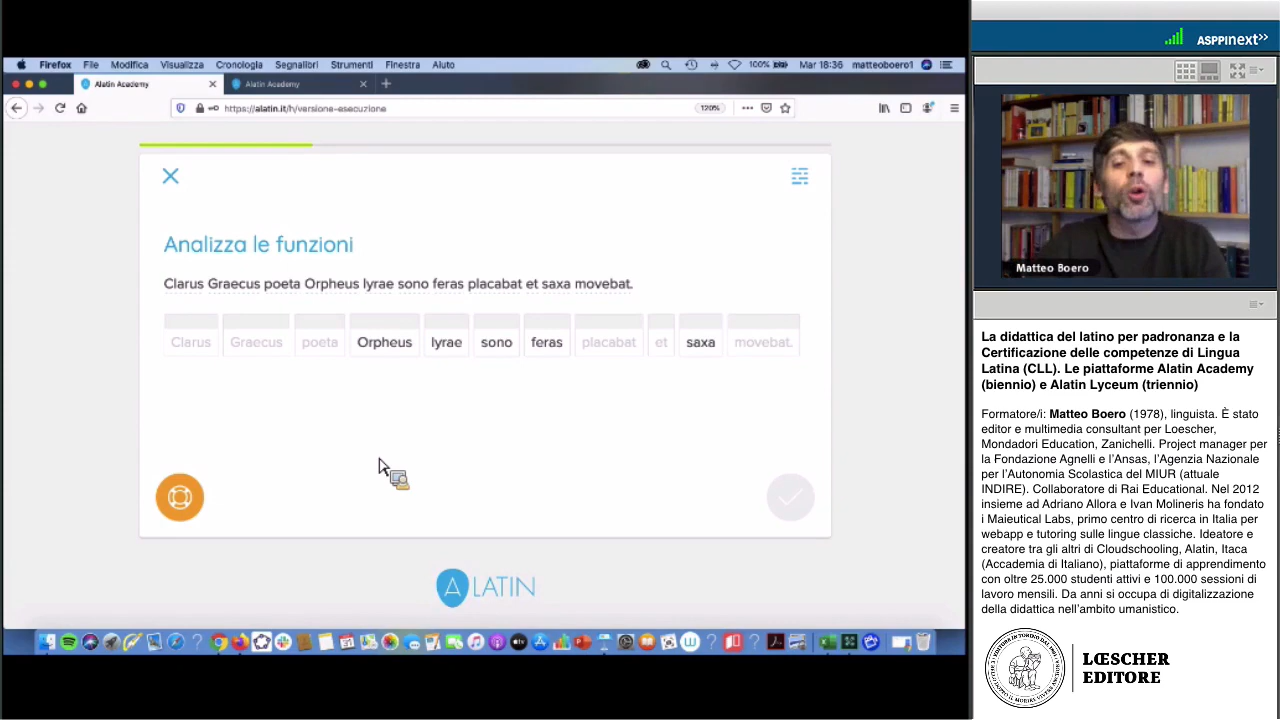 Firefox File Modifica Visualizza Cronologia Segnalibri Strumenti Finestra Aiuto 100% Mar 18:36 matteoboero1
Alatin Academy Alatin Academy
https://alatin.it/h/versione-esecuzione 120%
Analizza le funzioni
Clarus Graecus poeta Orpheus lyrae sono feras placabat et saxa movebat.
Clarus Graecus poeta Orpheus lyrae sono feras placabat et saxa movebat.
A LATIN
ASPPInext>>
Matteo Boero
La didattica del latino per padronanza e la
Certificazione delle competenze di Lingua
Latina (CLL). Le piattaforme Alatin Academy
(biennio) e Alatin Lyceum (triennio)
Formatore/i: Matteo Boero (1978), linguista. È stato
editor e multimedia consultant per Loescher,
Mondadori Education, Zanichelli. Project manager per
la Fondazione Agnelli e l'Ansas, l'Agenzia Nazionale
per l'Autonomia Scolastica del MIUR (attuale
INDIRE). Collaboratore di Rai Educational. Nel 2012
insieme ad Adriano Allora e Ivan Molineris ha fondato
i Maieutical Labs, primo centro di ricerca in Italia per
webapp e tutoring sulle lingue classiche. Ideatore e
creatore tra gli altri di Cloudschooling, Alatin, Itaca
(Accademia di Italiano), piattaforme di apprendimento
con oltre 25.000 studenti attivi e 100.000 sessioni di
lavoro mensili. Da anni si occupa di digitalizzazione
della didattica nell'ambito umanistico.
LŒSCHER
EDITORE